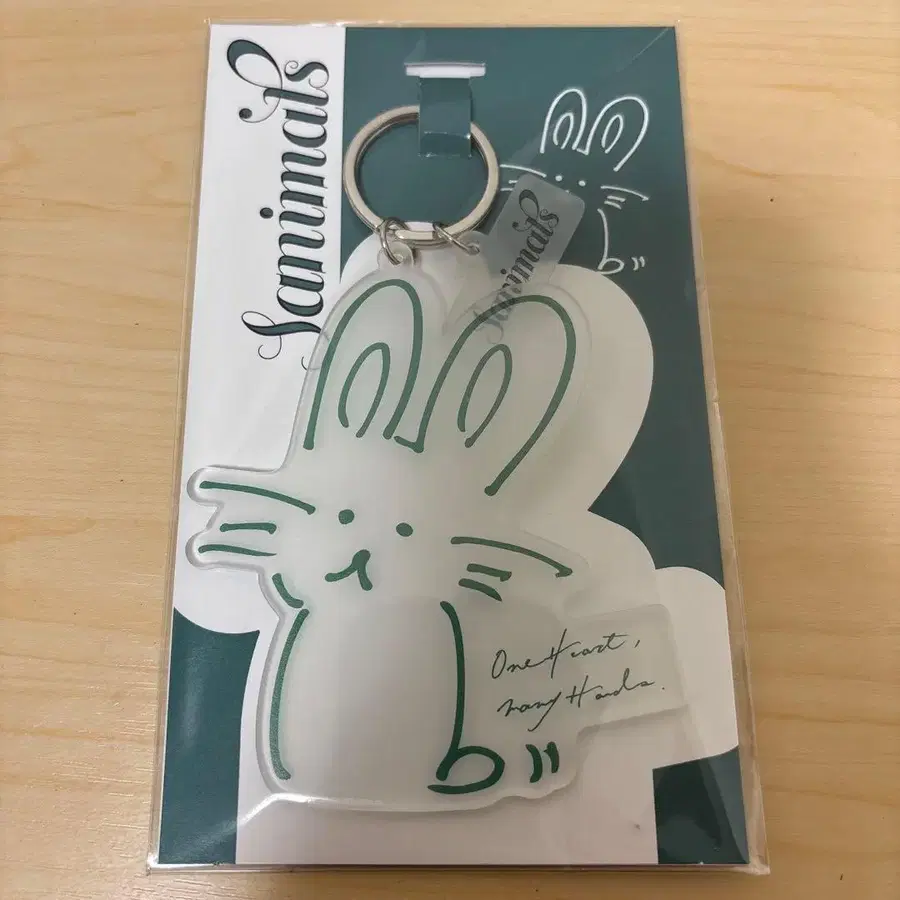 Sanimals
Sanimals
One Heart,
many Hands.